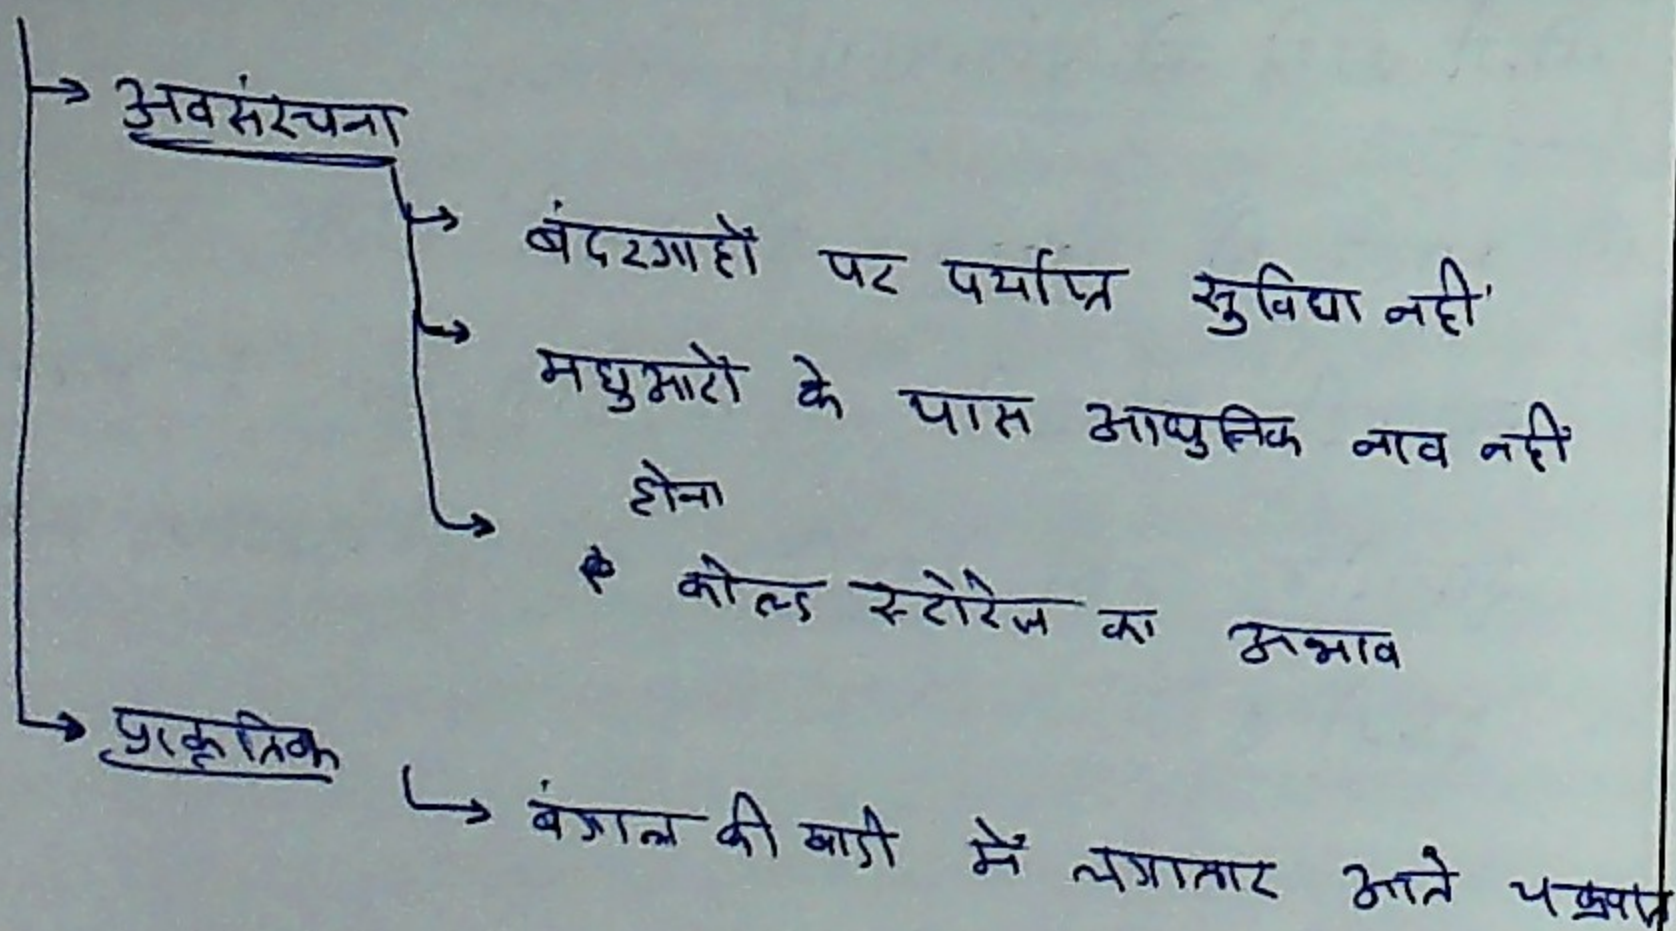 अवसंरचना
बंदरगाहों पर पर्याप्त सुविधा नहीं
मछुआरों के पास आधुनिक नाव नहीं
होना
कोल्ड स्टोरेज का अभाव
प्राकृतिक
बंगाल की खाड़ी में लगातार आते चक्रवात